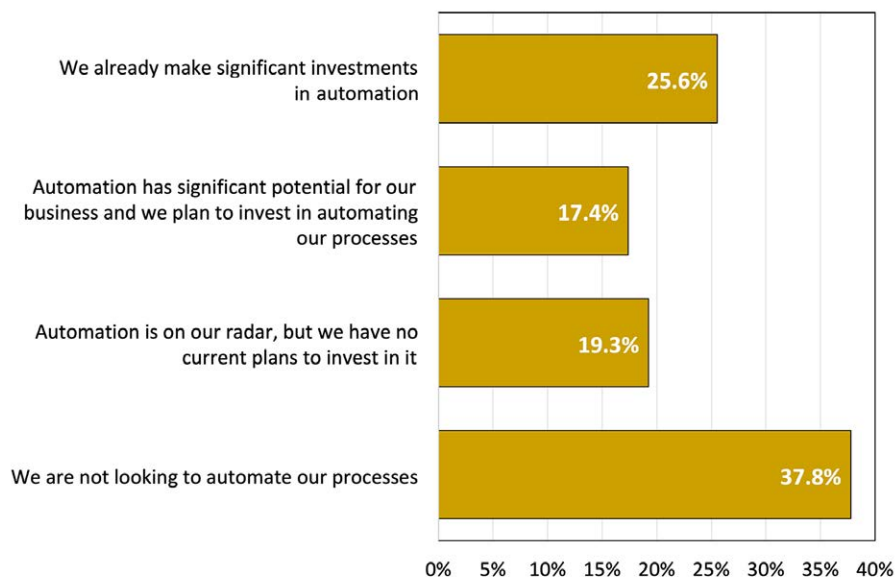 We already make significant investments
in automation
25.6%
Automation has significant potential for our
business and we plan to invest in automating
our processes
17.4%
Automation is on our radar, but we have no
current plans to invest in it
19.3%
We are not looking to automate our processes
37.8%
0% 5% 10% 15% 20% 25% 30% 35% 40%